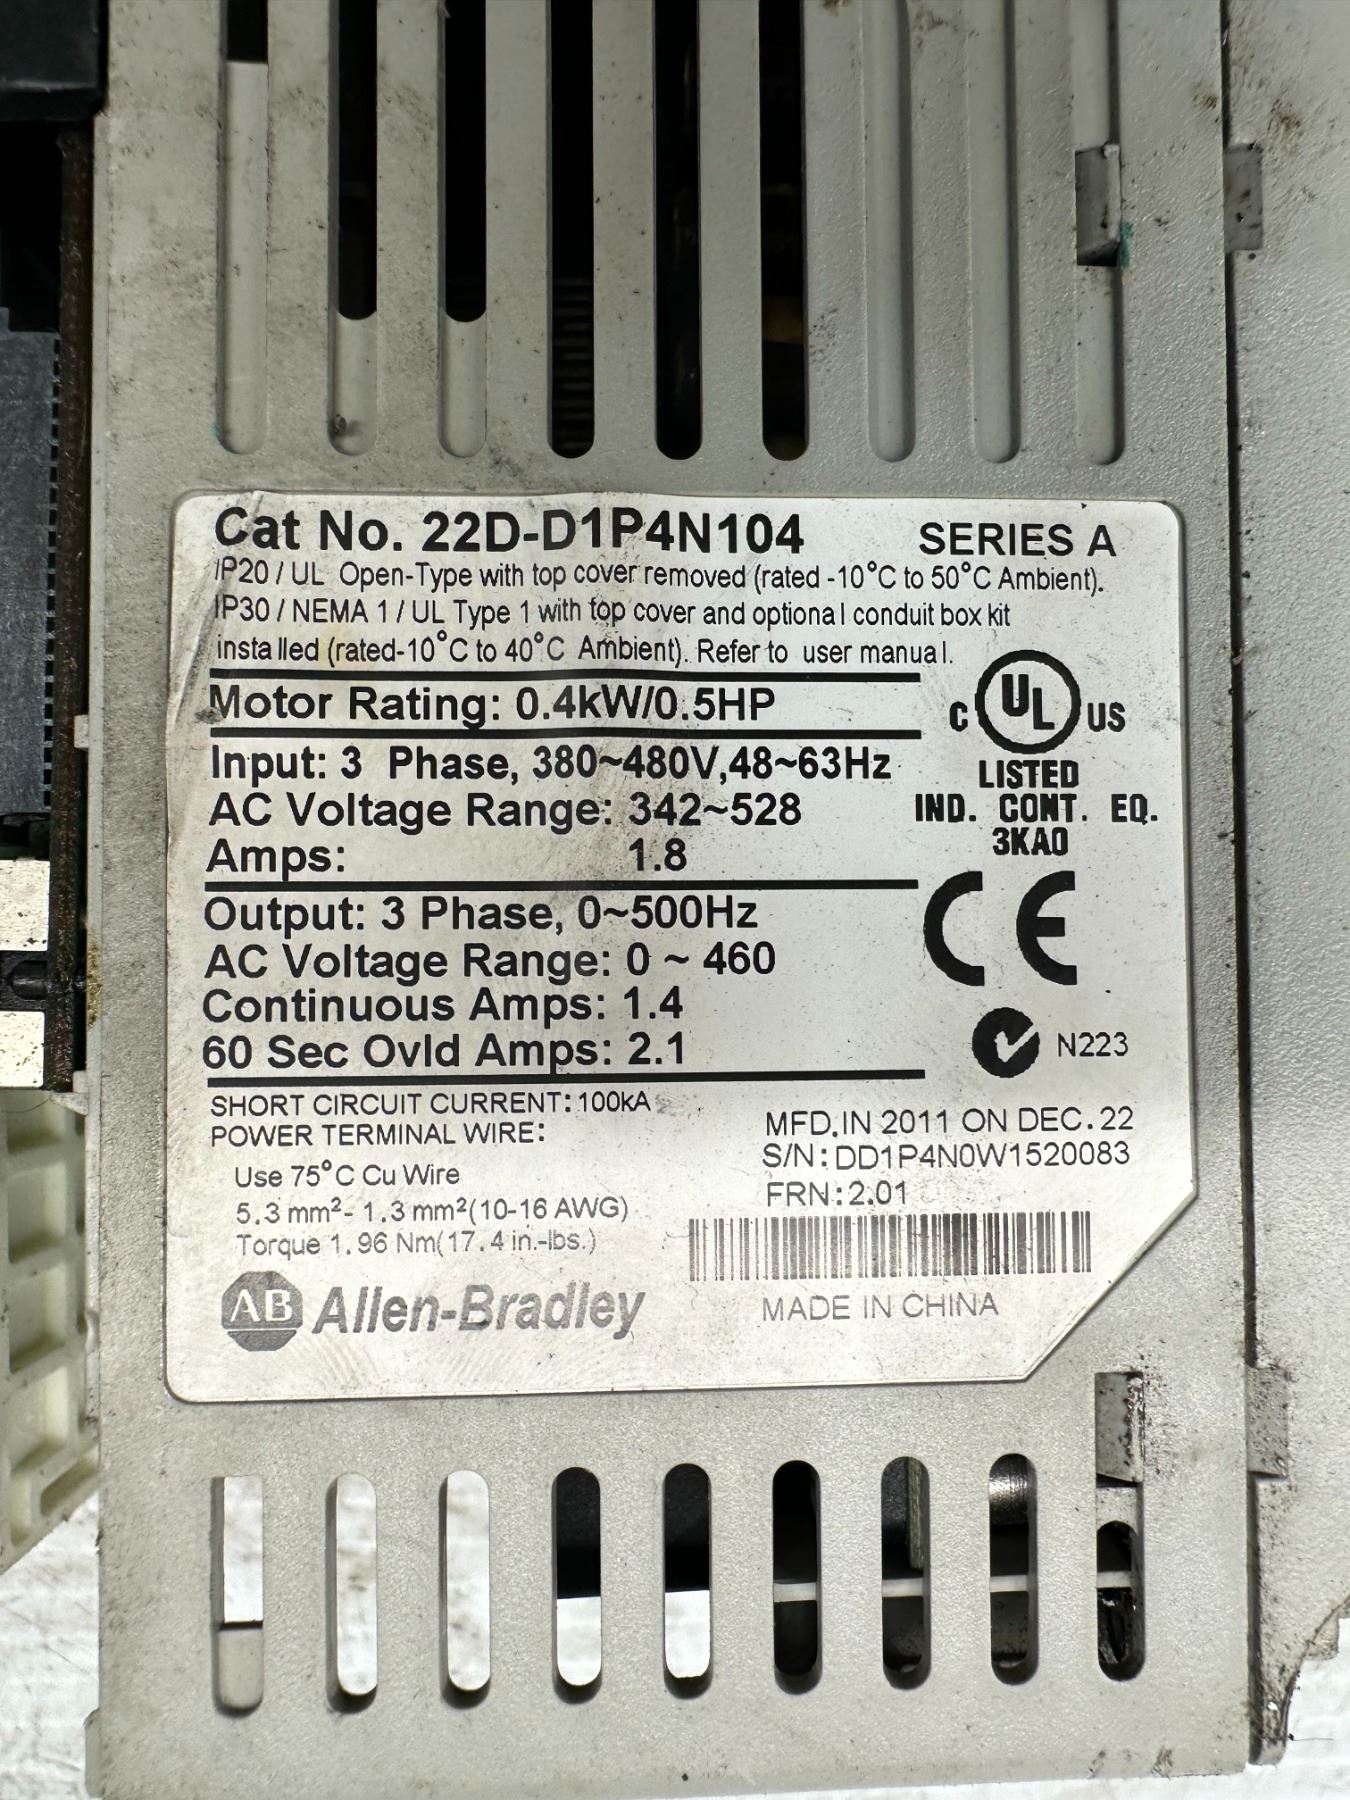 Cat No. 22D-D1P4N104 SERIES A
IP20 / UL Open-Type with top cover removed (rated -10°C to 50°C Ambient).
IP30 / NEMA 1 / UL Type 1 with top cover and optional conduit box kit
installed (rated-10°C to 40°C Ambient). Refer to user manual.
Motor Rating: 0.4kW/0.5HP
C UL US
LISTED
IND. CONT. EQ.
3KA0
Input: 3 Phase, 380~480V,48~63Hz
AC Voltage Range: 342~528
Amps: 1.8
CE
Output: 3 Phase, 0~500Hz
AC Voltage Range: 0 ~ 460
Continuous Amps: 1.4
60 Sec Ovld Amps: 2.1
N223
SHORT CIRCUIT CURRENT: 100kA
POWER TERMINAL WIRE:
Use 75°C Cu Wire
5.3 mm²- 1.3 mm²(10-16 AWG)
Torque 1.96 Nm(17.4 in.-lbs.)
MFD. IN 2011 ON DEC. 22
S/N: DD1P4N0W1520083
FRN: 2.01
AB Allen-Bradley
MADE IN CHINA